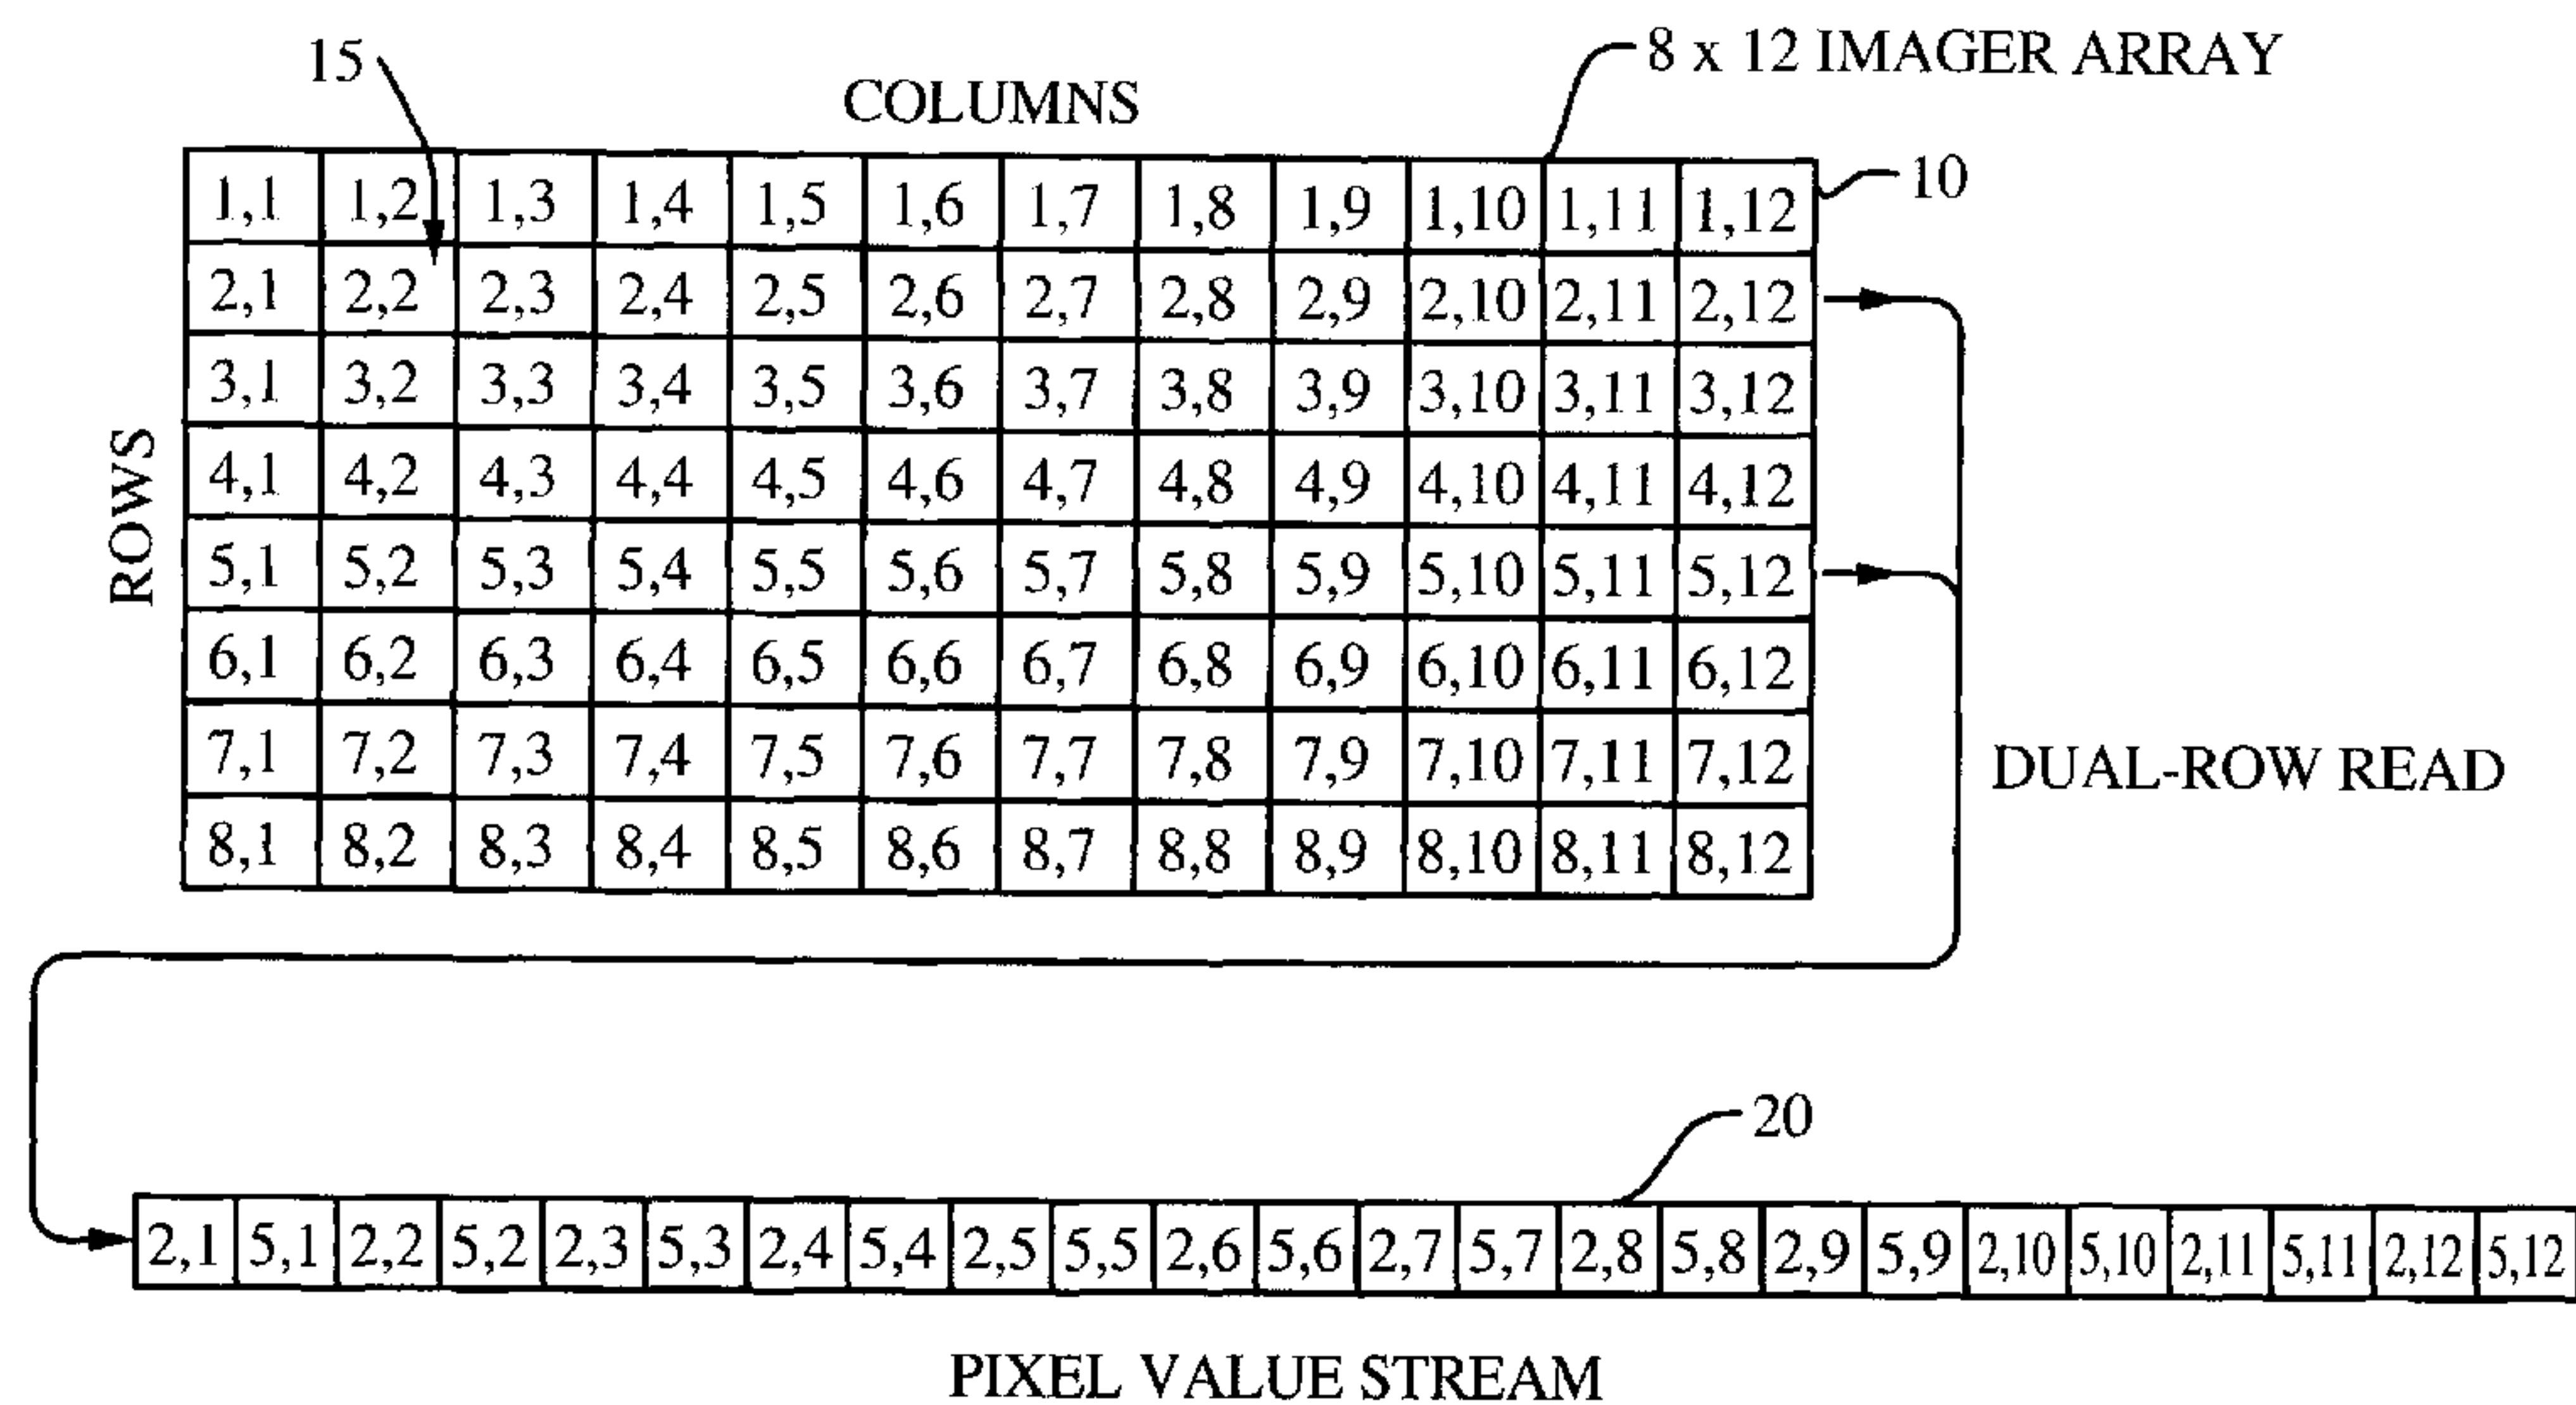 15
COLUMNS
8 x 12 IMAGER ARRAY
10
1,1 1,2 1,3 1,4 1,5 1,6 1,7 1,8 1,9 1,10 1,11 1,12
2,1 2,2 2,3 2,4 2,5 2,6 2,7 2,8 2,9 2,10 2,11 2,12
3,1 3,2 3,3 3,4 3,5 3,6 3,7 3,8 3,9 3,10 3,11 3,12
4,1 4,2 4,3 4,4 4,5 4,6 4,7 4,8 4,9 4,10 4,11 4,12
5,1 5,2 5,3 5,4 5,5 5,6 5,7 5,8 5,9 5,10 5,11 5,12
6,1 6,2 6,3 6,4 6,5 6,6 6,7 6,8 6,9 6,10 6,11 6,12
7,1 7,2 7,3 7,4 7,5 7,6 7,7 7,8 7,9 7,10 7,11 7,12
8,1 8,2 8,3 8,4 8,5 8,6 8,7 8,8 8,9 8,10 8,11 8,12
ROWS
DUAL-ROW READ
20
2,1 5,1 2,2 5,2 2,3 5,3 2,4 5,4 2,5 5,5 2,6 5,6 2,7 5,7 2,8 5,8 2,9 5,9 2,10 5,10 2,11 5,11 2,12 5,12
PIXEL VALUE STREAM